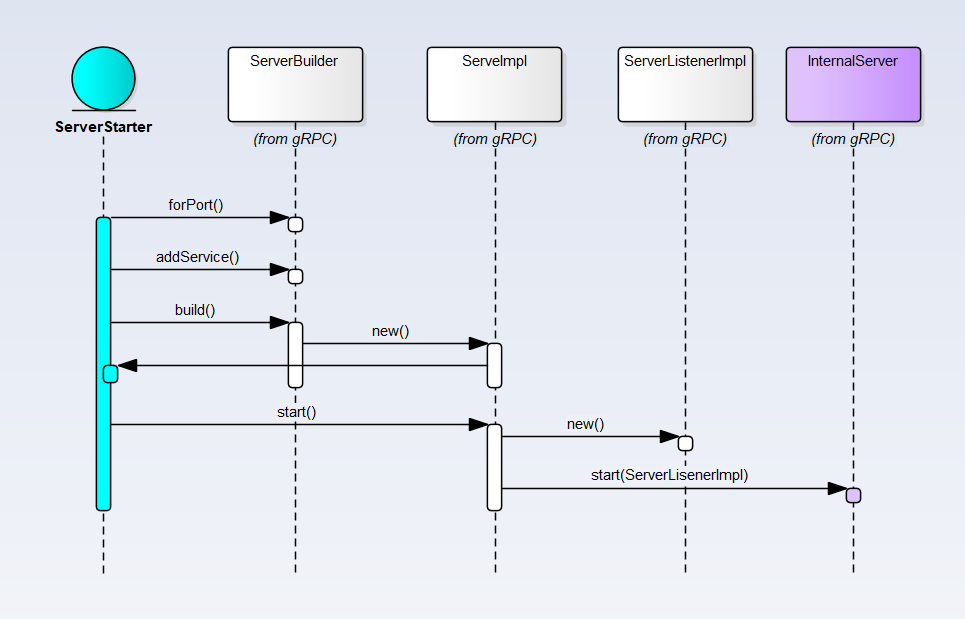 ServerBuilder
ServeImpl
ServerListenerImpl
InternalServer
ServerStarter
(from gRPC)
(from gRPC)
(from gRPC)
(from gRPC)
forPort()
addService()
build()
new()
start()
new()
start(ServerLisenerImpl)